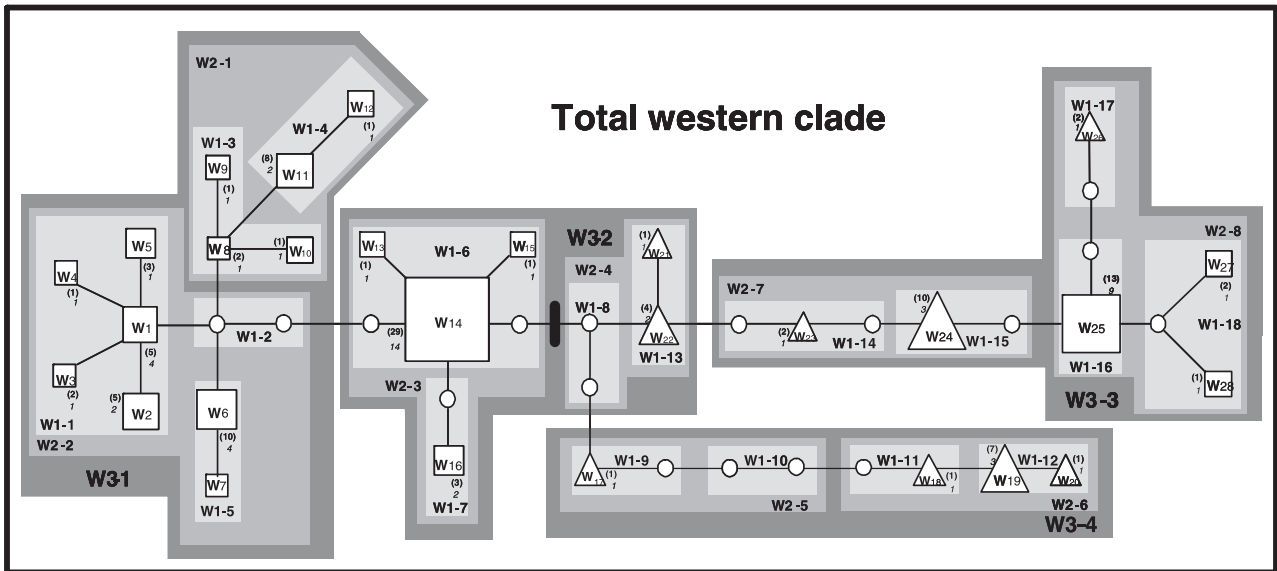 Total western clade
W2-1
W1-4
W12
(1)
1
W1-3
W9
(1)
1
(8)
2
W11
W8
(2)
1
(1)
1
W10
W5
(3)
1
W4
(1)
1
W1
(5)
4
W3
(2)
1
(5)
2
W2
W1-1
W2-2
W3-1
W1-2
W6
(10)
4
W7
W1-5
W13
(1)
1
W1-6
W15
(1)
1
(29)
14
W14
W2-3
W16
(3)
2
W1-7
W3-2
W2-4
W1-8
(1)
1
W21
(4)
2
W22
W1-13
W2-7
(2)
1
W23
W1-14
(10)
3
W24
W1-15
W1-17
(2)
1
W26
(13)
9
W25
W1-16
W3-3
W2-8
W27
(2)
1
W1-18
(1)
1
W28
W17
(1)
1
W1-9
W1-10
W2-5
W1-11
W18
(1)
1
(7)
3
W19
W1-12
W20
(1)
1
W2-6
W3-4